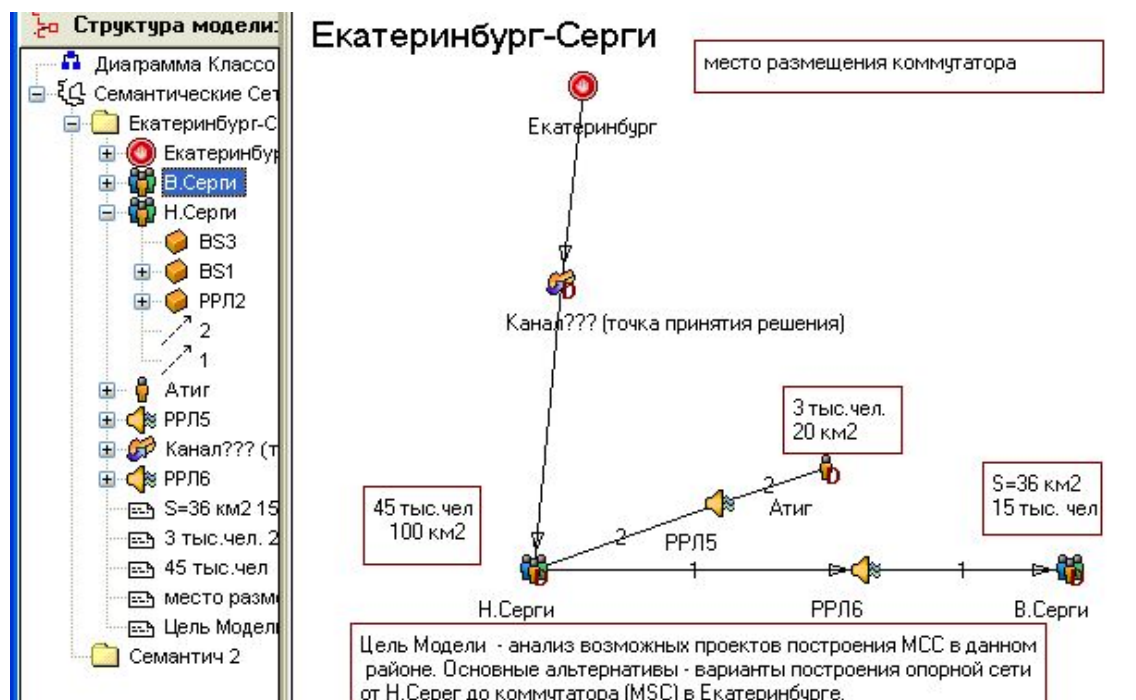 Структура модели:
Диаграмма Классо
Семантические Сет
Екатеринбург-С
Екатеринбур
В.Серги
Н.Серги
BS3
BS1
РРЛ2
2
1
Атиг
РРЛ5
Канал??? (т
РРЛ6
S=36 км2 15
3 тыс.чел. 2
45 тыс.чел
место разме
Цель Модел
Семантич 2
Екатеринбург-Серги
место размещения коммутатора
Екатеринбург
Канал??? (точка принятия решения)
3 тыс.чел.
20 км2
S=36 км2
15 тыс. чел
45 тыс.чел
100 км2
2
Атиг
2
РРЛ5
1
1
Н.Серги
РРЛ6
В.Серги
Цель Модели - анализ возможных проектов построения МСС в данном
районе. Основные альтернативы - варианты построения опорной сети
от Н.Серег до коммутатора (MSC) в Екатеринбурге.